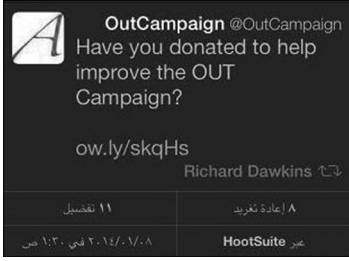 OutCampaign @OutCampaign
Have you donated to help
improve the OUT
Campaign?
ow.ly/skqHs
Richard Dawkins
٨ إعادة تغريد
١١ تفضيل
عبر HootSuite
٢٠١٤/٠١/٠٨ في ١:٣٠ ص